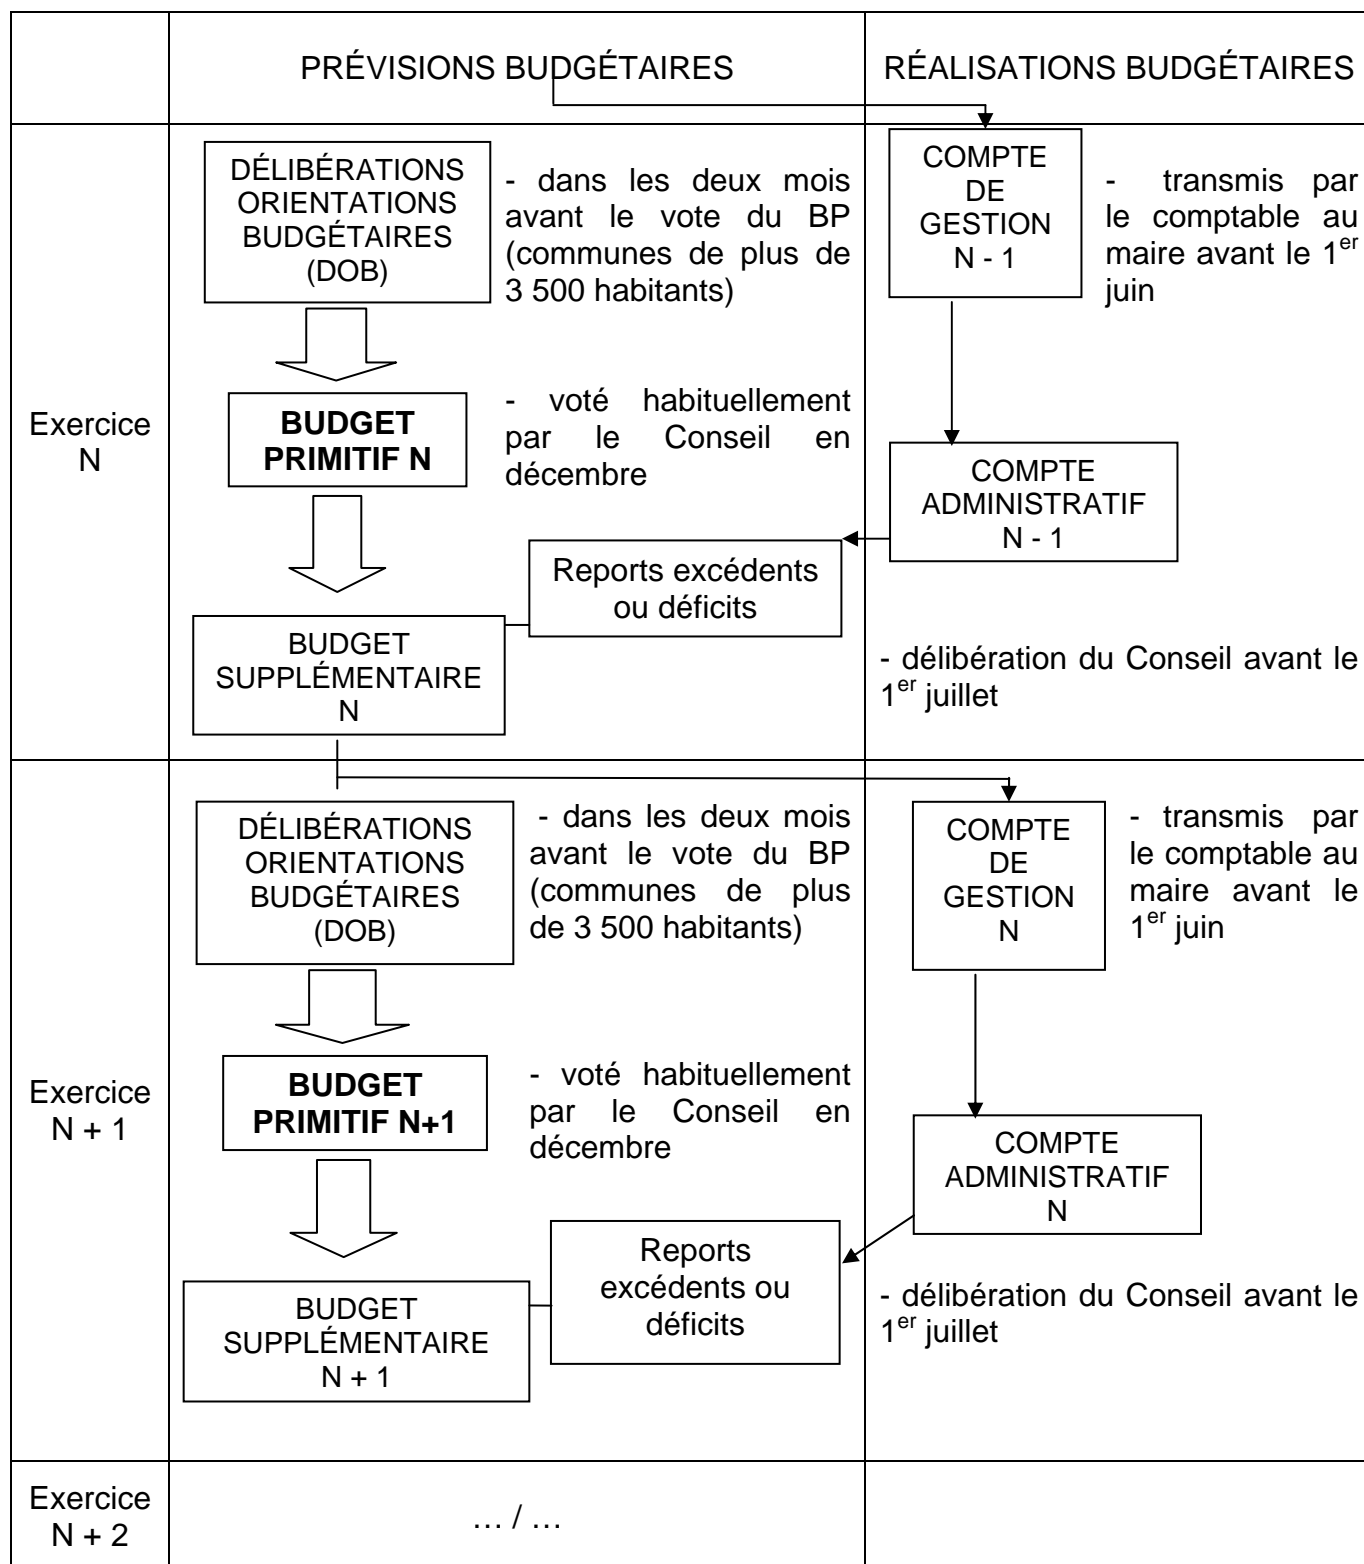 PRÉVISIONS BUDGÉTAIRES
RÉALISATIONS BUDGÉTAIRES
Exercice
N
DÉLIBÉRATIONS
ORIENTATIONS
BUDGÉTAIRES
(DOB)
- dans les deux mois
avant le vote du BP
(communes de plus de
3 500 habitants)
BUDGET
PRIMITIF N
- voté habituellement
par le Conseil en
décembre
Reports excédents
ou déficits
BUDGET
SUPPLÉMENTAIRE
N
COMPTE
DE
GESTION
N - 1
- transmis par
le comptable au
maire avant le 1er
juin
COMPTE
ADMINISTRATIF
N - 1
- délibération du Conseil avant le
1er juillet
Exercice
N + 1
DÉLIBÉRATIONS
ORIENTATIONS
BUDGÉTAIRES
(DOB)
- dans les deux mois
avant le vote du BP
(communes de plus
de 3 500 habitants)
BUDGET
PRIMITIF N+1
- voté habituellement
par le Conseil en
décembre
Reports
excédents ou
déficits
BUDGET
SUPPLÉMENTAIRE
N + 1
COMPTE
DE
GESTION
N
- transmis par
le comptable au
maire avant le
1er juin
COMPTE
ADMINISTRATIF
N
- délibération du Conseil avant le
1er juillet
Exercice
N + 2
… / …